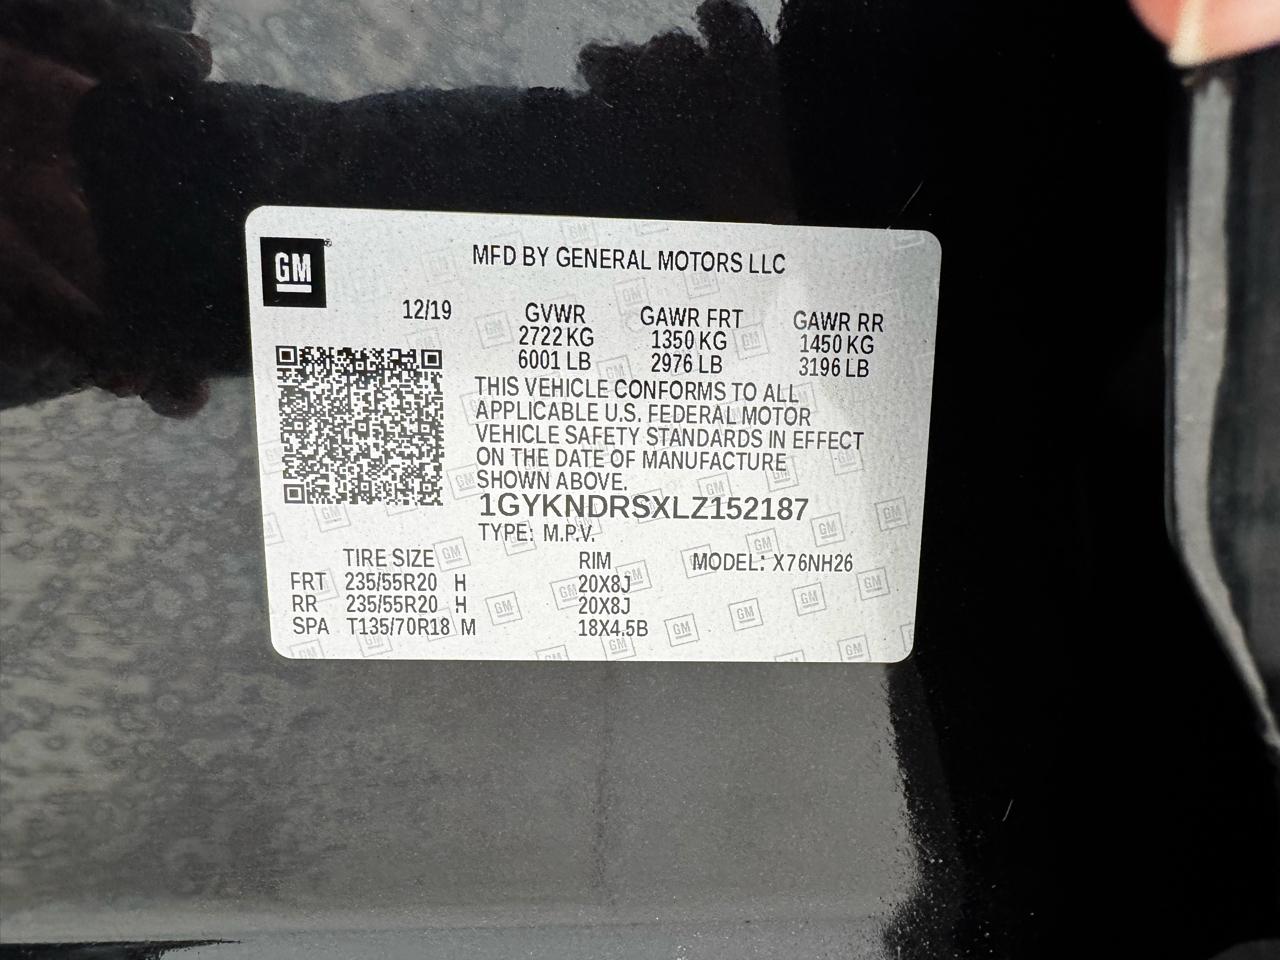 GM
MFD BY GENERAL MOTORS LLC
12/19 GVWR GAWR FRT GAWR RR
2722 KG 1350 KG 1450 KG
6001 LB 2976 LB 3196 LB
THIS VEHICLE CONFORMS TO ALL
APPLICABLE U.S. FEDERAL MOTOR
VEHICLE SAFETY STANDARDS IN EFFECT
ON THE DATE OF MANUFACTURE
SHOWN ABOVE.
1GYKNDRSXLZ152187
TYPE: M.P.V.
TIRE SIZE RIM MODEL: X76NH26
FRT 235/55R20 H 20X8J
RR 235/55R20 H 20X8J
SPA T135/70R18 M 18X4.5B